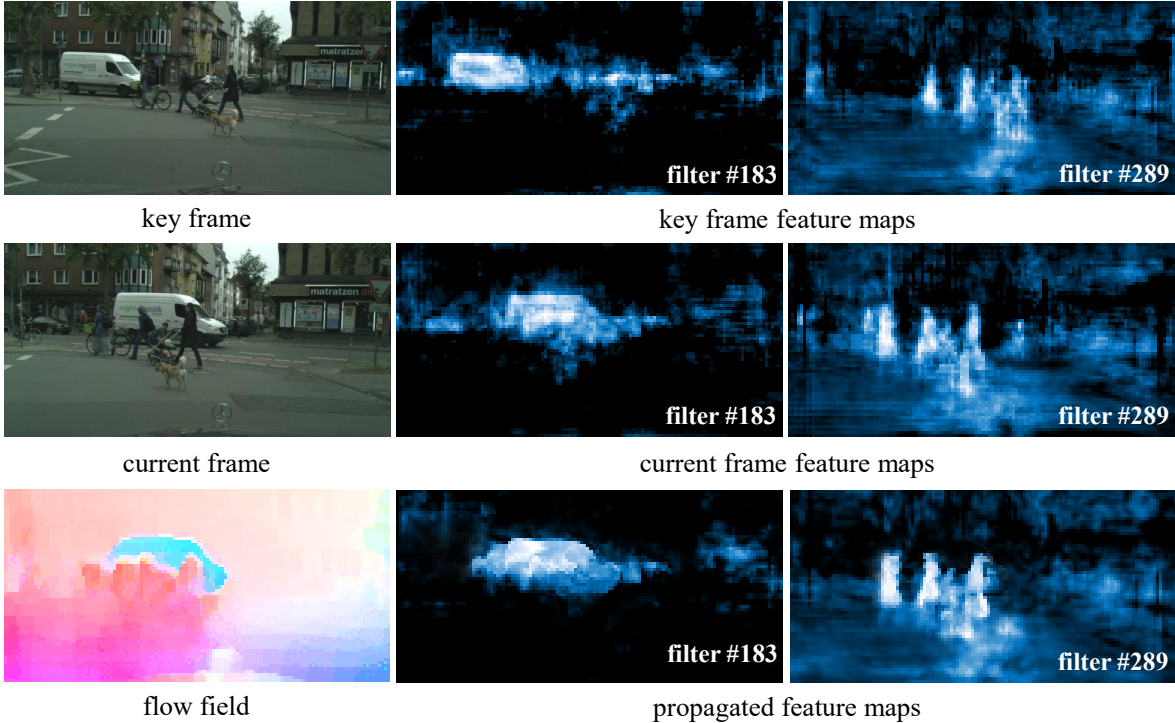 matratzen
filter #183
filter #289
key frame
key frame feature maps
matratzen
filter #183
filter #289
current frame
current frame feature maps
filter #183
filter #289
flow field
propagated feature maps